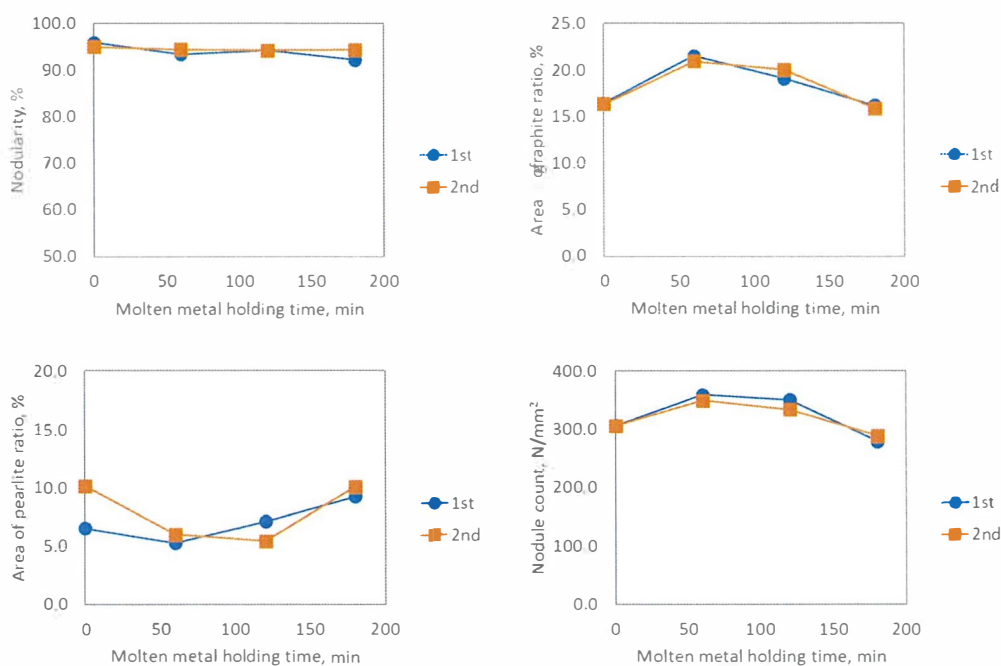 100.0
90.0
80.0
70.0
60.0
50.0
Nodularity, %
0 50 100 150 200
Molten metal holding time, min
1st
2nd
25.0
20.0
15.0
10.0
5.0
0.0
Area ofraphite ratio, %
0 50 100 150 200
Molten metal holding time, min
1st
2nd
20.0
15.0
10.0
5.0
0.0
Area of pearlite ratio, %
0 50 100 150 200
Molten metal holding time, min
1st
2nd
400.0
300.0
200.0
100.0
0.0
Nodule count, N/mm²
0 50 100 150 200
Molten metal holding time, min
1st
2nd